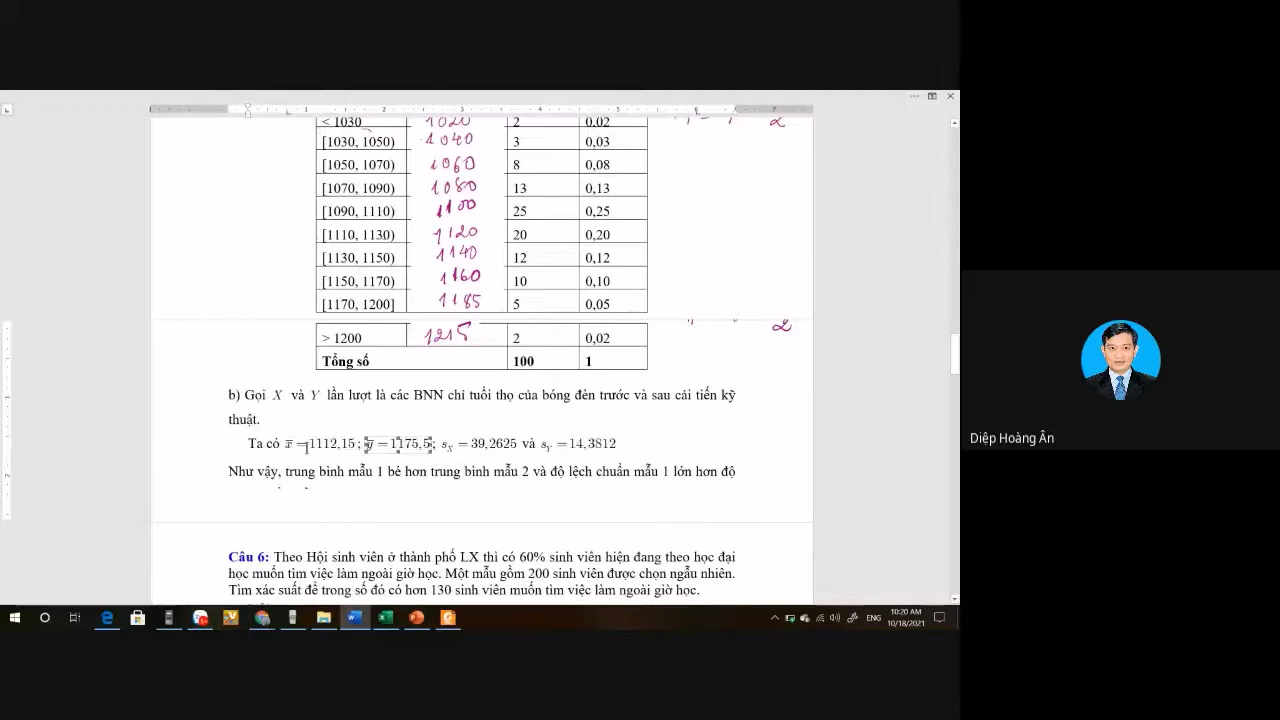 < 1030 1020 2 0,02
[1030, 1050) 1040 3 0,03
[1050, 1070) 1060 8 0,08
[1070, 1090) 1080 13 0,13
[1090, 1110) 1100 25 0,25
[1110, 1130) 1120 20 0,20
[1130, 1150) 1140 12 0,12
[1150, 1170) 1160 10 0,10
[1170, 1200] 1185 5 0,05
> 1200 1215 2 0,02
Tổng số 100 1
b) Gọi X và Y lần lượt là các BNN chỉ tuổi thọ của bóng đèn trước và sau cải tiến kỹ
thuật.
Ta có x̅ = 1112,15 ; y̅ = 1175,5 ; s_X = 39,2625 và s_Y = 14,3812
Như vậy, trung bình mẫu 1 bé hơn trung bình mẫu 2 và độ lệch chuẩn mẫu 1 lớn hơn độ
Câu 6: Theo Hội sinh viên ở thành phố LX thì có 60% sinh viên hiện đang theo học đại
học muốn tìm việc làm ngoài giờ học. Một mẫu gồm 200 sinh viên được chọn ngẫu nhiên.
Tìm xác suất để trong số đó có hơn 130 sinh viên muốn tìm việc làm ngoài giờ học.
Diệp Hoàng Ân
ENG
10:20 AM
10/18/2021